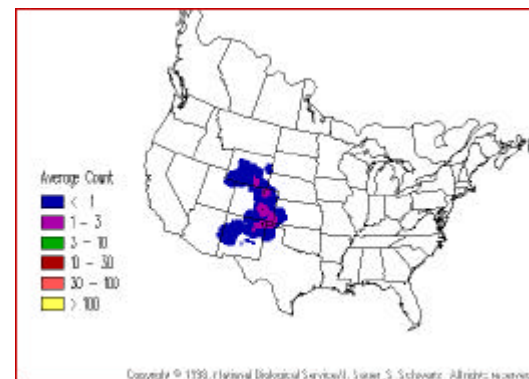 Average Count
< 1
1 - 3
3 - 10
10 - 30
30 - 100
> 100
Copyright © 1998, National Biological Service/J. Sauer, S. Schwartz. All rights reserved